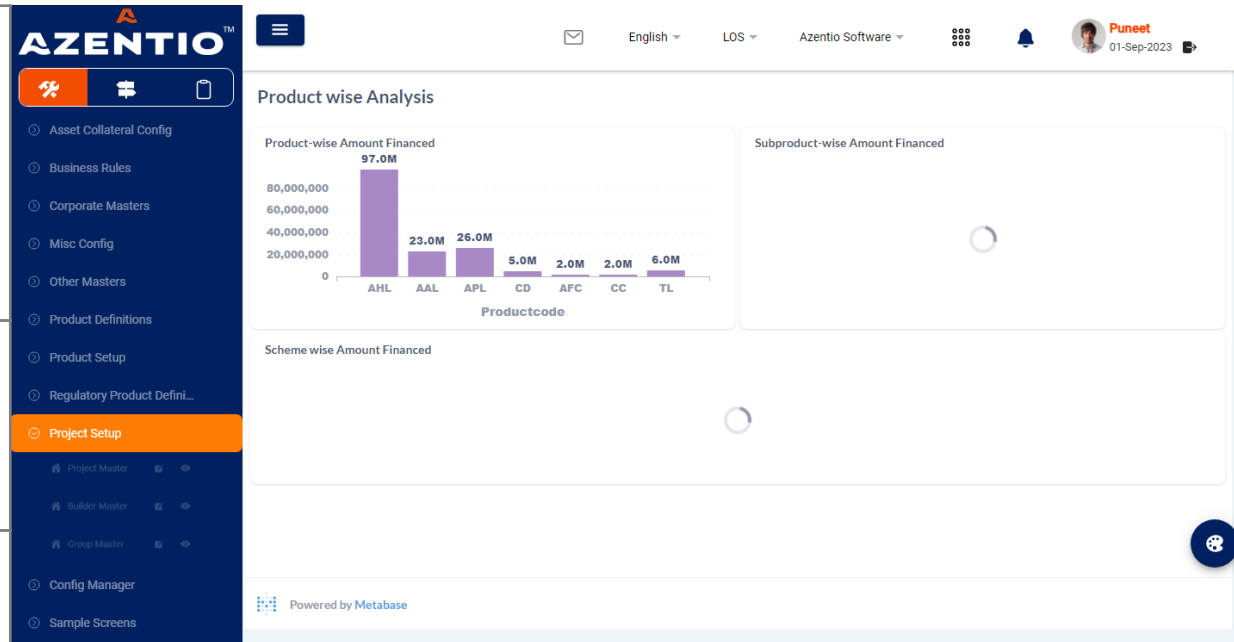 AZENTIO™
English
LOS
Azentio Software
Puneet
01-Sep-2023
Asset Collateral Config
Business Rules
Corporate Masters
Misc Config
Other Masters
Product Definitions
Product Setup
Regulatory Product Defini...
Project Setup
Project Master
Builder Master
Group Master
Config Manager
Sample Screens
Product wise Analysis
Product-wise Amount Financed
97.0M
80,000,000
60,000,000
40,000,000
23.0M 26.0M
20,000,000
5.0M 2.0M 2.0M 6.0M
0
AHL AAL APL CD AFC CC TL
Productcode
Subproduct-wise Amount Financed
Scheme wise Amount Financed
Powered by Metabase